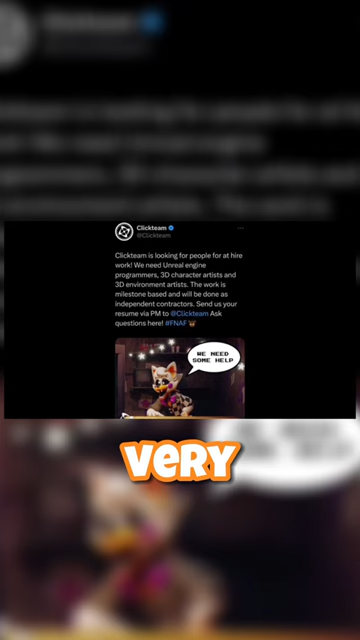 Clickteam
@Clickteam
Clickteam is looking for people for at hire
work! We need Unreal engine
programmers, 3D character artists and
3D environment artists. The work is
milestone based and will be done as
independent contractors. Send us your
resume via PM to @Clickteam Ask
questions here! #FNAF 🐻
WE NEED
SOME HELP
VERY